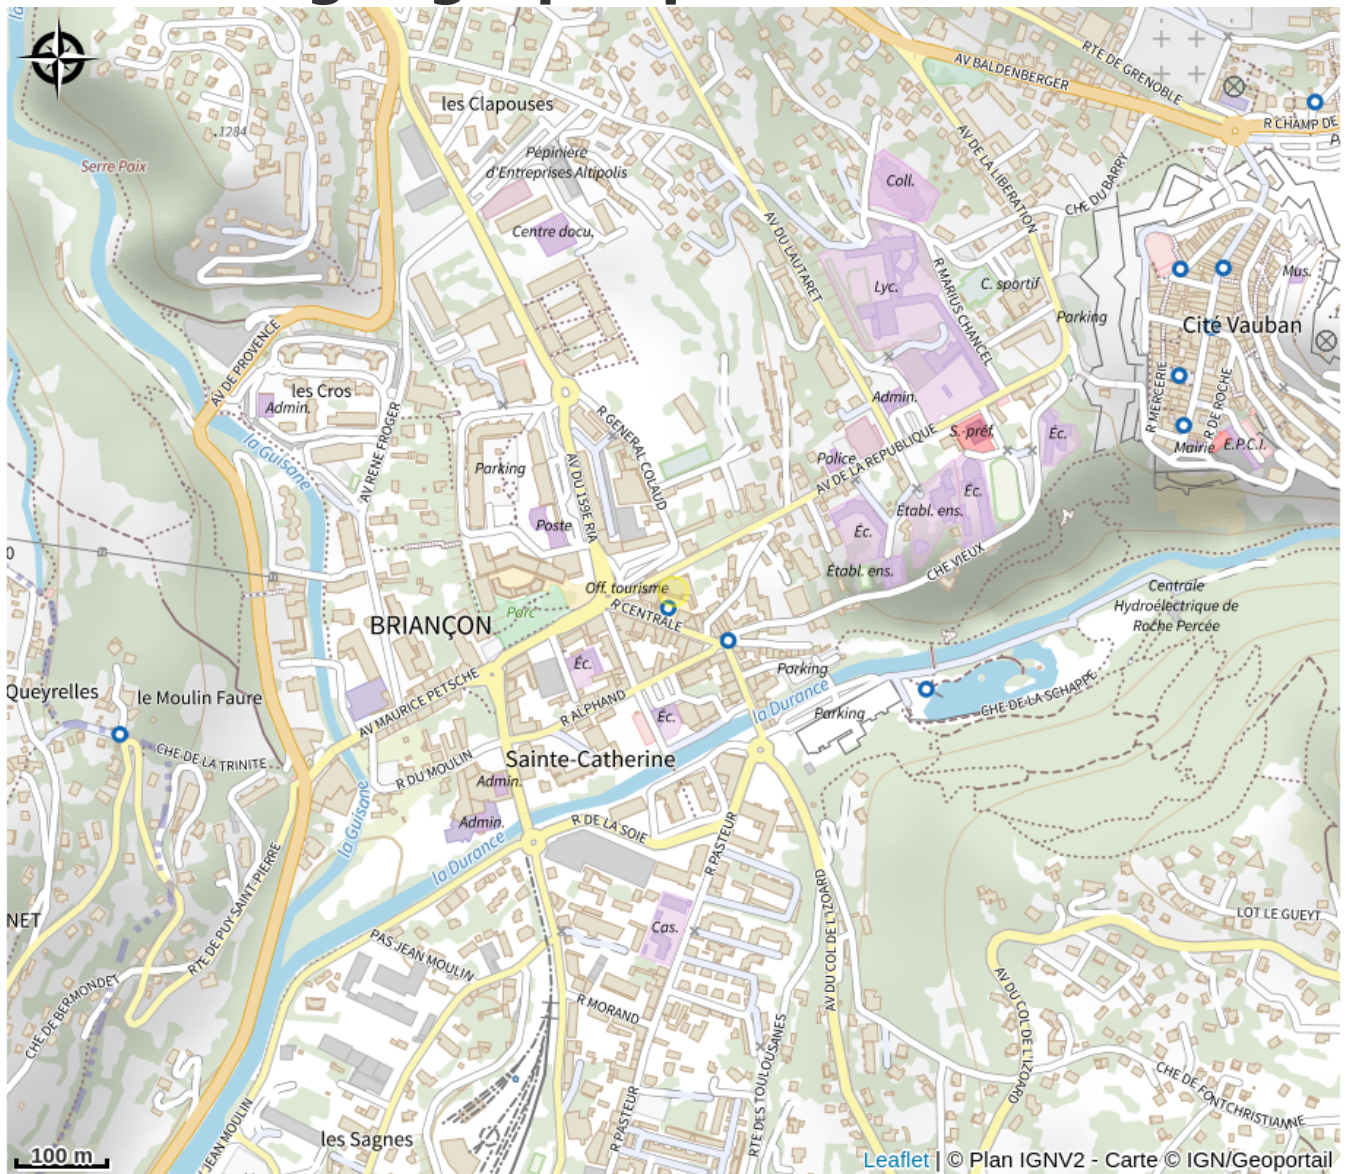 les Clapouses
AV BALDENBERGER
RTE DE GRENOBLE
R CHAMP DE
.1284
Serre Paix
Pépinière
d'Entreprises Altipolis
Coll.
AV DE LA LIBERATION
CHE DU BARRY
Centre docu.
AV DU LAUTARET
Lyc.
R MARIUS CHANCEL
C. sportif
Mus.
Parking
Cité Vauban
AV DE PROVENCE
les Cros
Admin.
Admin.
R MERCERIE
R DE ROCHE
la Guisane
AV RENE FROGER
R GENERAL COLAUD
S.-préf.
Éc.
Mairie
E.P.C.I.
Parking
AV DU 159E RIA
Police
AV DE LA REPUBLIQUE
Poste
Éc.
Établ. ens.
Éc.
0
Établ. ens.
CHE VIEUX
Off. tourisme
Centrale
Hydroélectrique de
Roche Percée
Parc
R CENTRALE
BRIANÇON
Éc.
Parking
Queyrelles
le Moulin Faure
AV MAURICE PETSCHE
R ALPHAND
Éc.
la Durance
Parking
CHE DE LA SCHAPPE
CHE DE LA TRINITE
R DU MOULIN
Sainte-Catherine
Admin.
la Guisane
Admin.
R DE LA SOIE
la Durance
R PASTEUR
RTE DE PUY-SAINT-PIERRE
AV DU COL DE L'IZOARD
NET
LOT LE GUEYT
Cas.
PAS JEAN MOULIN
CHE DE BERMONDET
R MORAND
AV DU COL DE L'IZOARD
RTE DES TOULOUSANES
CHE DE FONTCHRISTIANNE
R PASTEUR
JEAN MOULIN
les Sagnes
100 m
Leaflet | © Plan IGNV2 - Carte © IGN/Geoportail